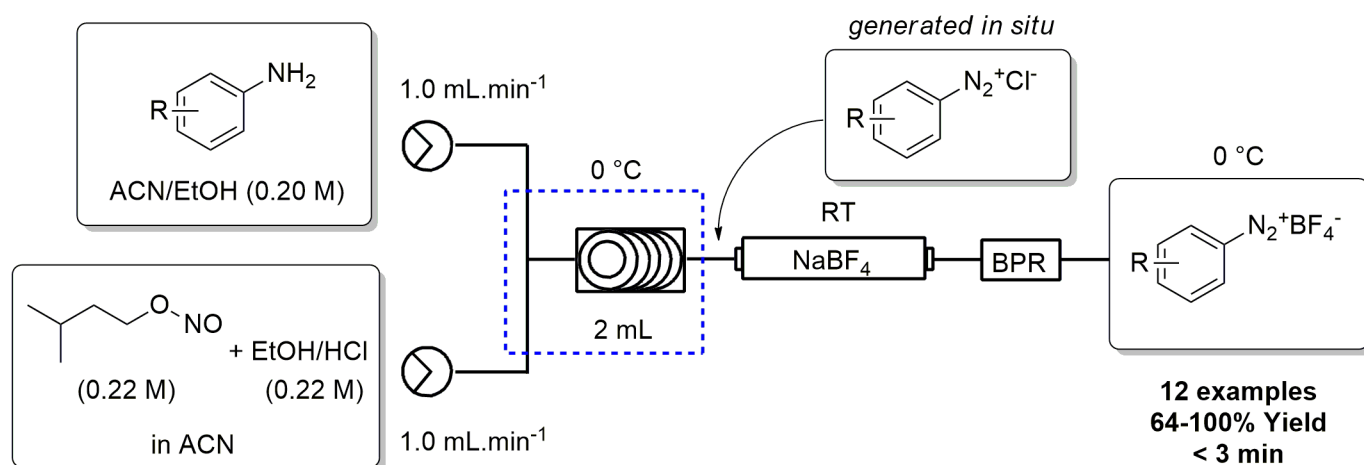 NH2
R
ACN/EtOH (0.20 M)
1.0 mL.min-1
O
NO
+ EtOH/HCl
(0.22 M) (0.22 M)
in ACN
1.0 mL.min-1
0 °C
2 mL
generated in situ
N2+Cl-
R
RT
NaBF4
BPR
0 °C
N2+BF4-
R
12 examples
64-100% Yield
< 3 min